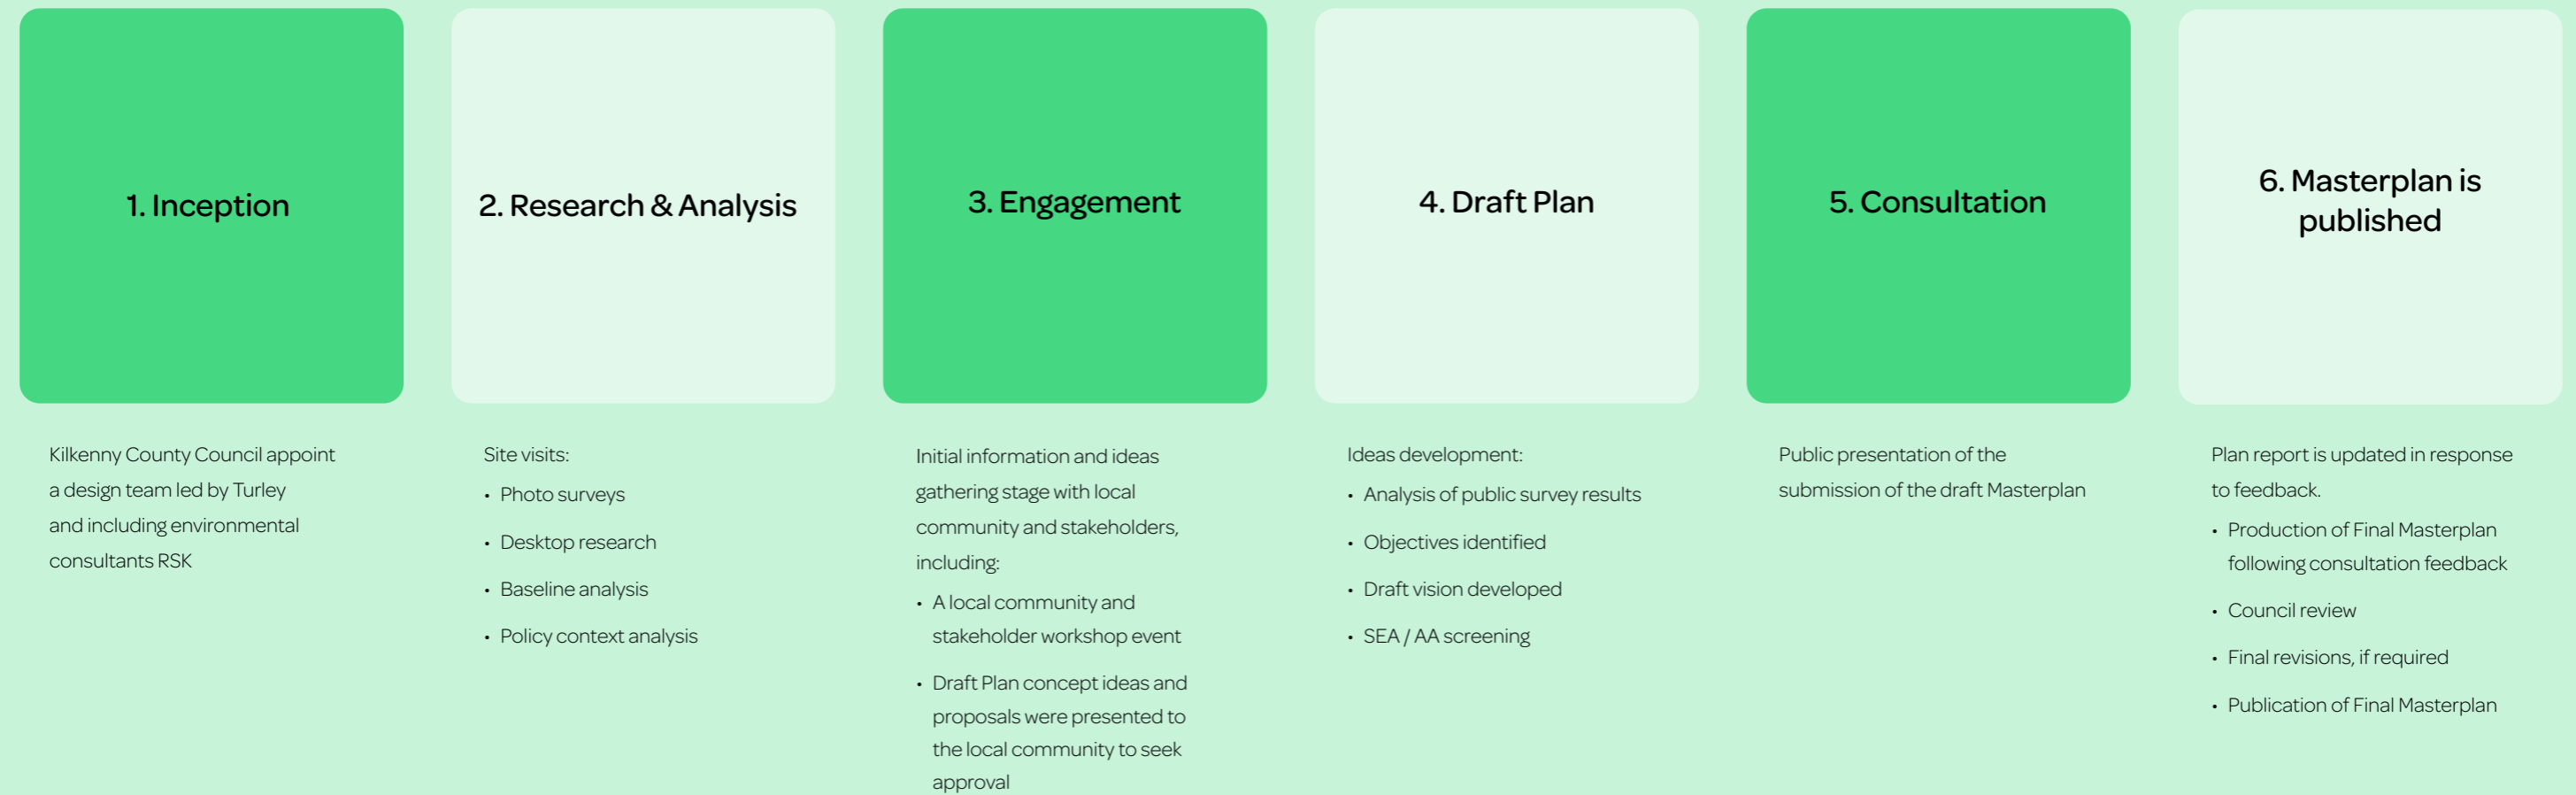 1. Inception
Kilkenny County Council appoint
a design team led by Turley
and including environmental
consultants RSK
2. Research & Analysis
Site visits:
• Photo surveys
• Desktop research
• Baseline analysis
• Policy context analysis
3. Engagement
Initial information and ideas
gathering stage with local
community and stakeholders,
including:
• A local community and
stakeholder workshop event
• Draft Plan concept ideas and
proposals were presented to
the local community to seek
approval
4. Draft Plan
Ideas development:
• Analysis of public survey results
• Objectives identified
• Draft vision developed
• SEA / AA screening
5. Consultation
Public presentation of the
submission of the draft Masterplan
6. Masterplan is
published
Plan report is updated in response
to feedback.
• Production of Final Masterplan
following consultation feedback
• Council review
• Final revisions, if required
• Publication of Final Masterplan